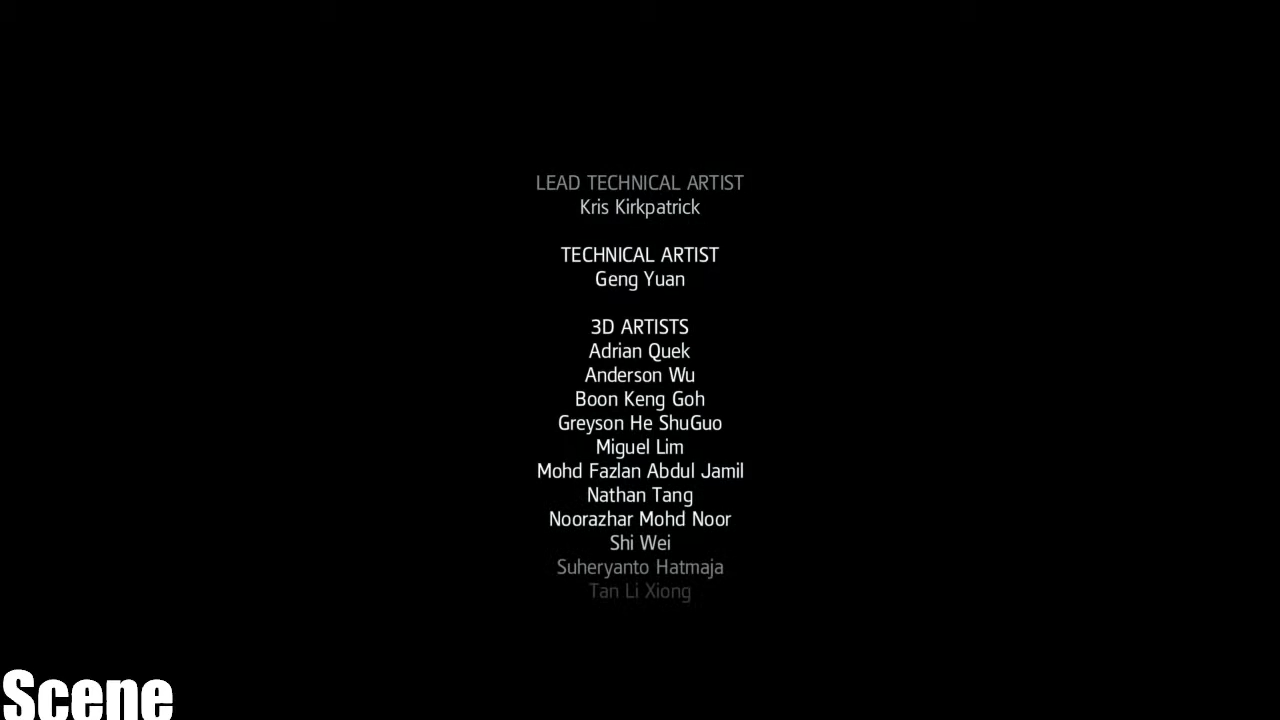 LEAD TECHNICAL ARTIST
Kris Kirkpatrick
TECHNICAL ARTIST
Geng Yuan
3D ARTISTS
Adrian Quek
Anderson Wu
Boon Keng Goh
Greyson He ShuGuo
Miguel Lim
Mohd Fazlan Abdul Jamil
Nathan Tang
Noorazhar Mohd Noor
Shi Wei
Suheryanto Hatmaja
Tan Li Xiong
Scene